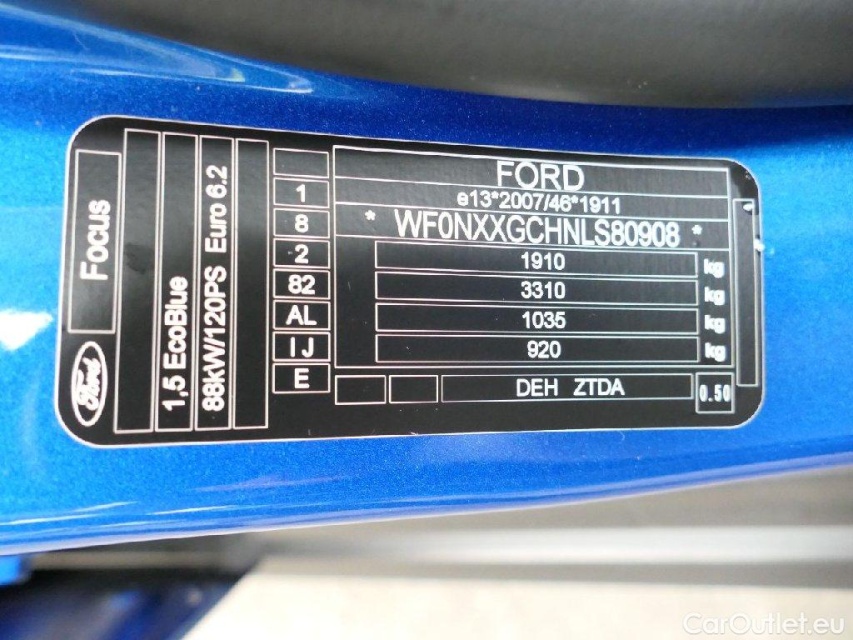 FORD
e13*2007/46*1911
* WF0NXXGCHNLS80908 *
1910 kg
3310 kg
1035 kg
920 kg
DEH ZTDA
0.50
1
8
2
82
AL
IJ
E
Focus
Ford
1,5 EcoBlue
88kW/120PS Euro 6.2
CarOutlet.eu